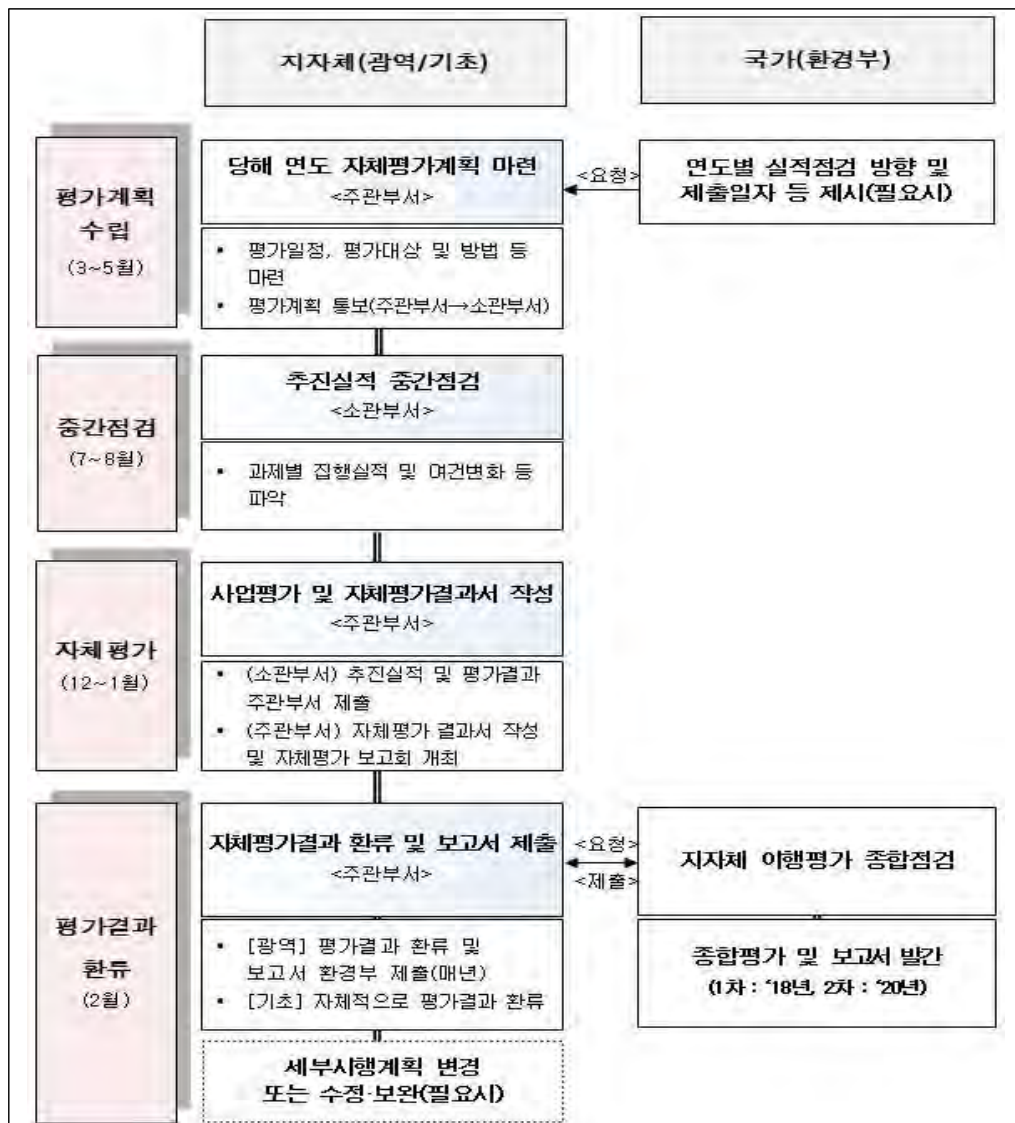 지자체(광역/기초)
국가(환경부)
평가계획
수립
(3~5월)
당해 연도 자체평가계획 마련
<주관부서>
<요청>
연도별 실적점검 방향 및
제출일자 등 제시(필요시)
▪ 평가일정, 평가대상 및 방법 등
마련
▪ 평가계획 통보(주관부서→소관부서)
중간점검
(7~8월)
추진실적 중간점검
<소관부서>
▪ 과제별 집행실적 및 여건변화 등
파악
자체평가
(12~1월)
사업평가 및 자체평가결과서 작성
<주관부서>
▪ (소관부서) 추진실적 및 평가결과
주관부서 제출
▪ (주관부서) 자체평가 결과서 작성
및 자체평가 보고회 개최
평가결과
환류
(2월)
자체평가결과 환류 및 보고서 제출
<주관부서>
<요청>
<제출>
지자체 이행평가 종합점검
▪ [광역] 평가결과 환류 및
보고서 환경부 제출(매년)
▪ [기초] 자체적으로 평가결과 환류
종합평가 및 보고서 발간
(1차 : '18년, 2차 : '20년)
세부시행계획 변경
또는 수정·보완(필요시)